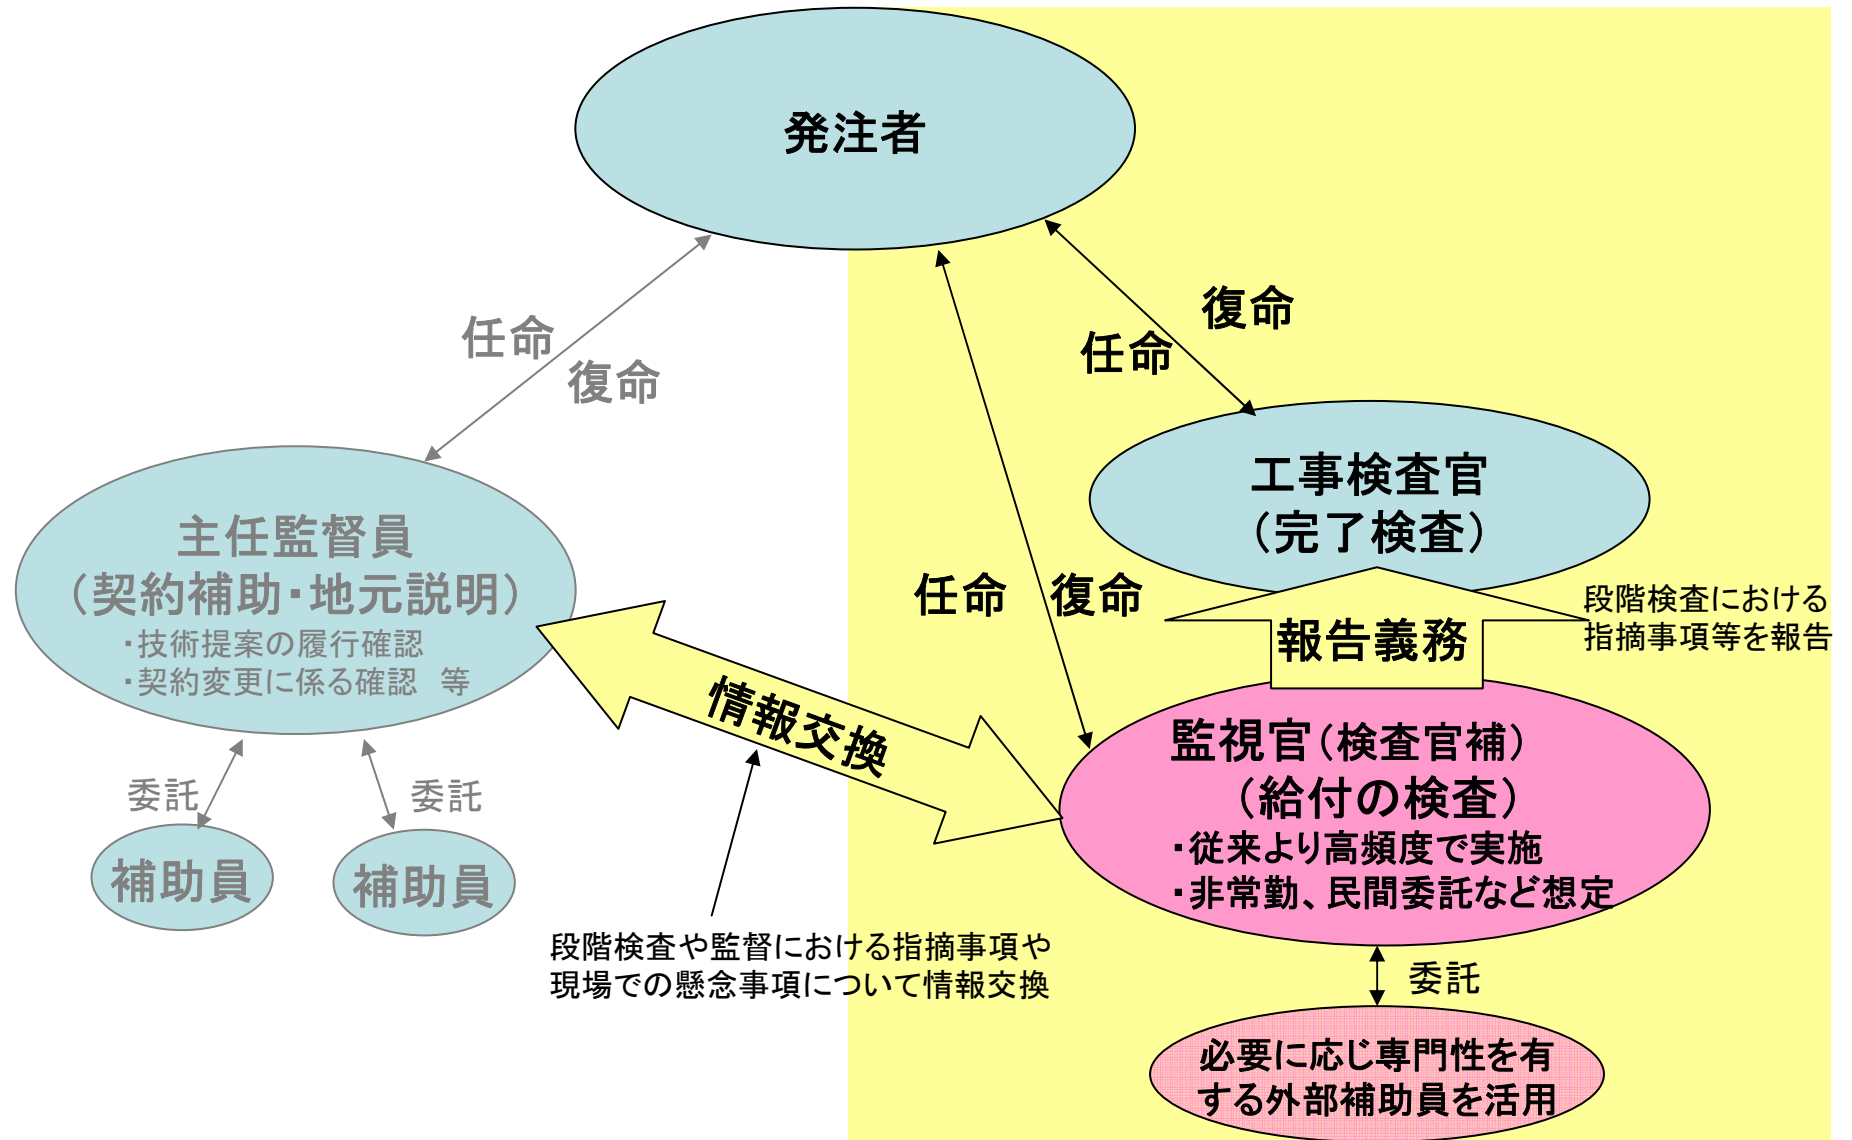 発注者
復命
任命
任命
復命
工事検査官
（完了検査）
主任監督員
（契約補助・地元説明）
・技術提案の履行確認
・契約変更に係る確認　等
任命　復命
段階検査における
指摘事項等を報告
報告義務
情報交換
監視官（検査官補）
（給付の検査）
・従来より高頻度で実施
・非常勤、民間委託など想定
委託
委託
補助員
補助員
段階検査や監督における指摘事項や
現場での懸念事項について情報交換
委託
必要に応じ専門性を有
する外部補助員を活用